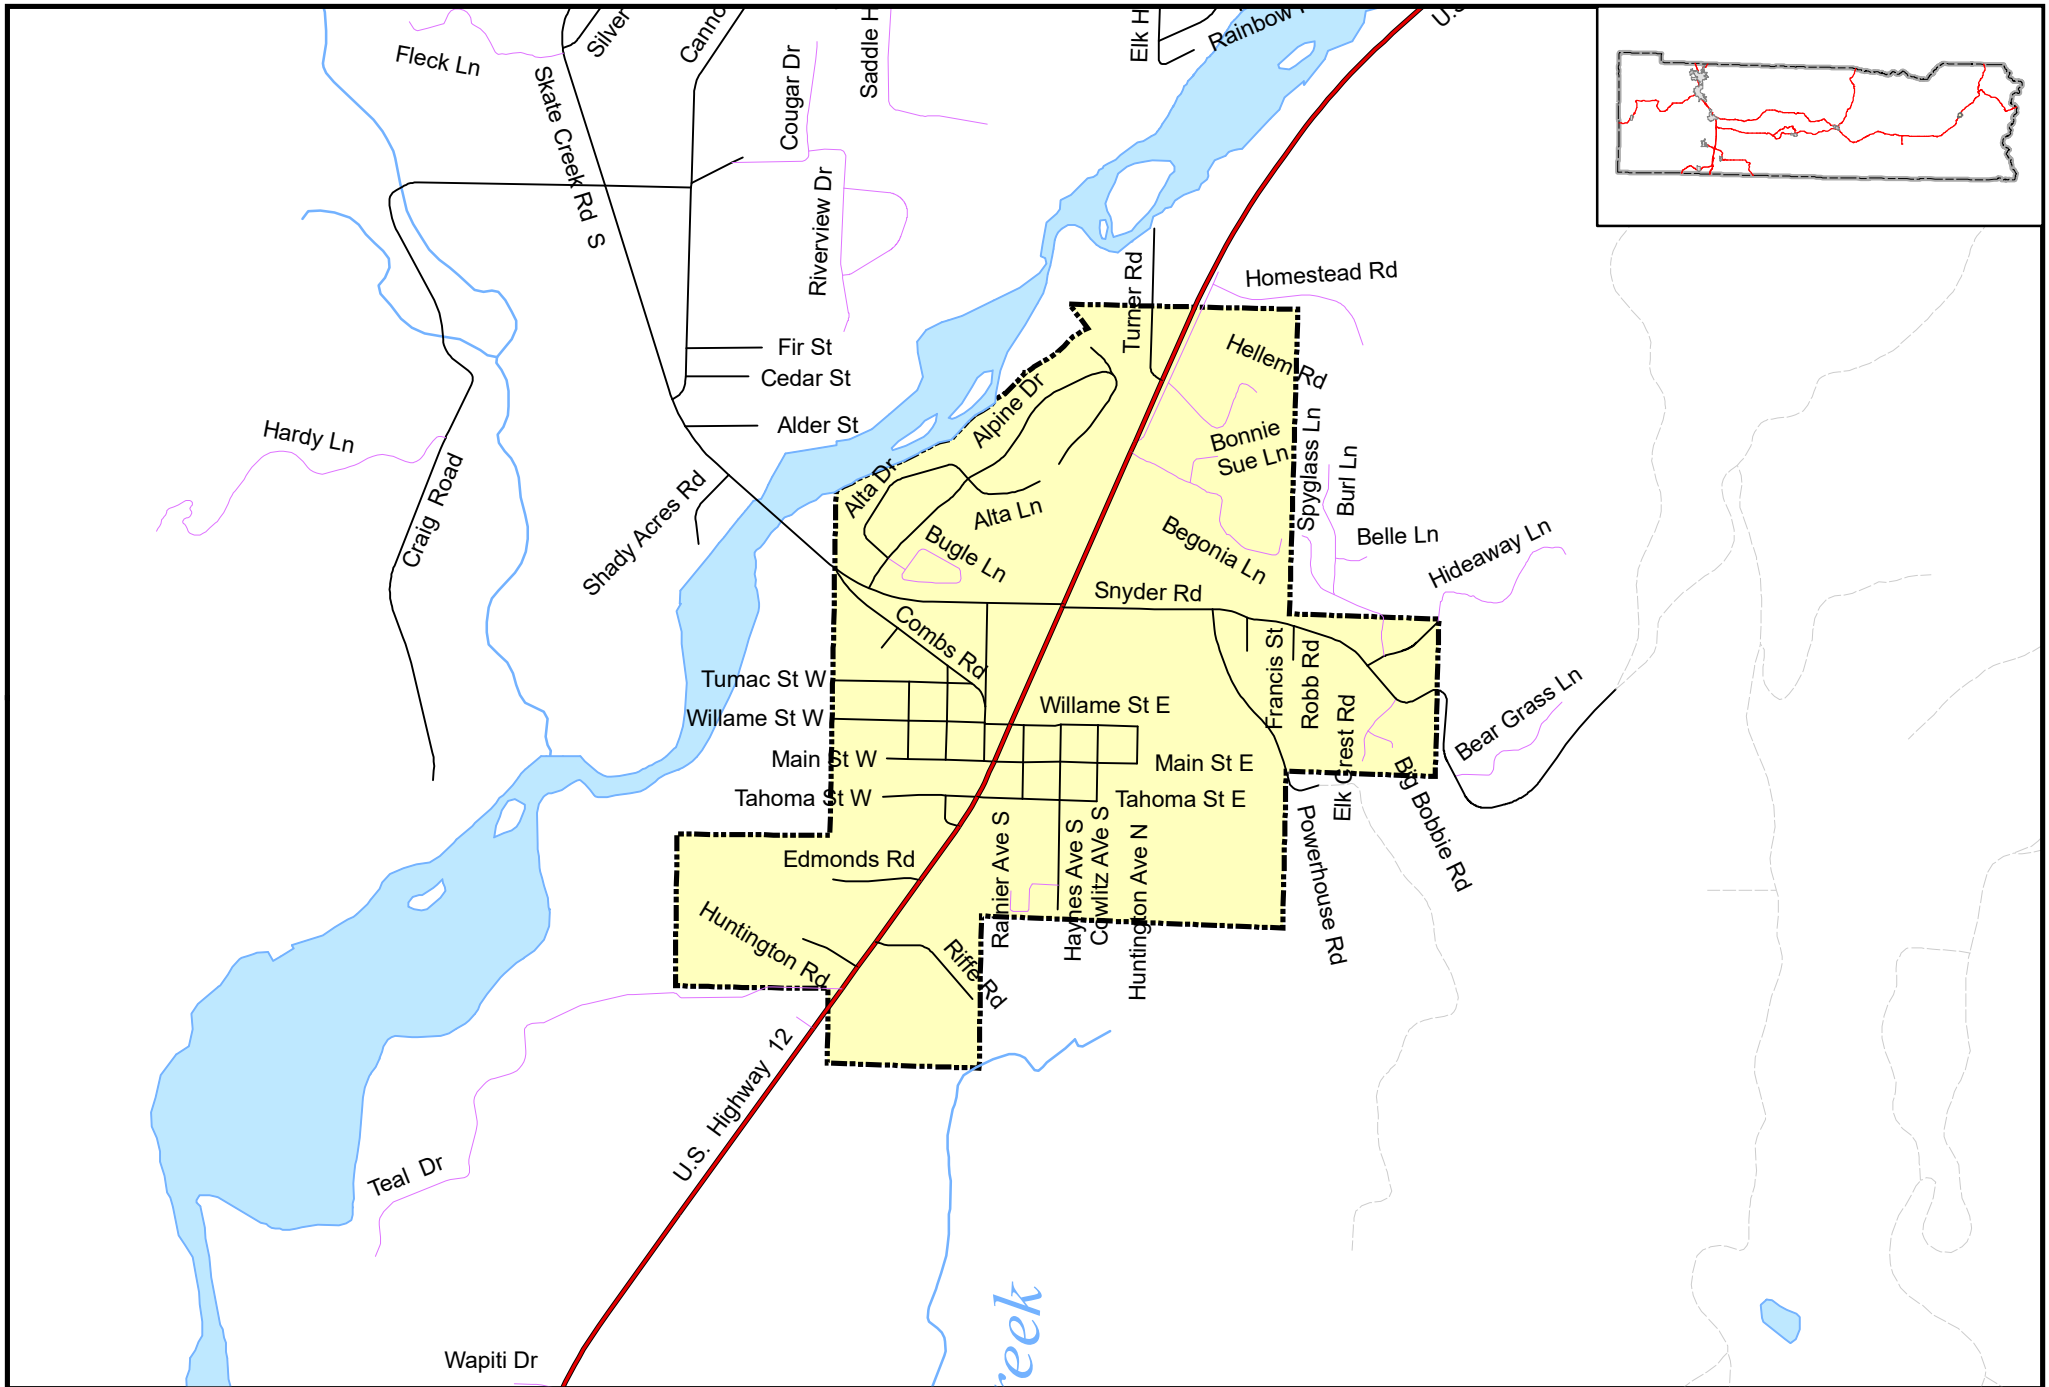 Fleck Ln
Silver
Skate Creek Rd S
Cougar Dr
Elk H
Rainbow
U.S
Riverview Dr
Turner Rd
Homestead Rd
Fir St
Cedar St
Alder St
Hellem Rd
Alpine Dr
Hardy Ln
Craig Road
Shady Acres Rd
Alta Dr
Alta Ln
Bugle Ln
Bonnie
Sue Ln
Spyglass Ln
Burl Ln
Begonia Ln
Belle Ln
Hideaway Ln
Snyder Rd
Combs Rd
Francis St
Robb Rd
Elk Crest Rd
Tumac St W
Willame St W
Willame St E
Main St W
Main St E
Tahoma St W
Tahoma St E
Bear Grass Ln
Big Bobbie Rd
Powerhouse Rd
Edmonds Rd
Rainier Ave S
Haynes Ave S
Cowlitz AVe S
Huntington Ave N
Huntington Rd
Riffe Rd
U.S. Highway 12
Teal Dr
reek
Wapiti Dr